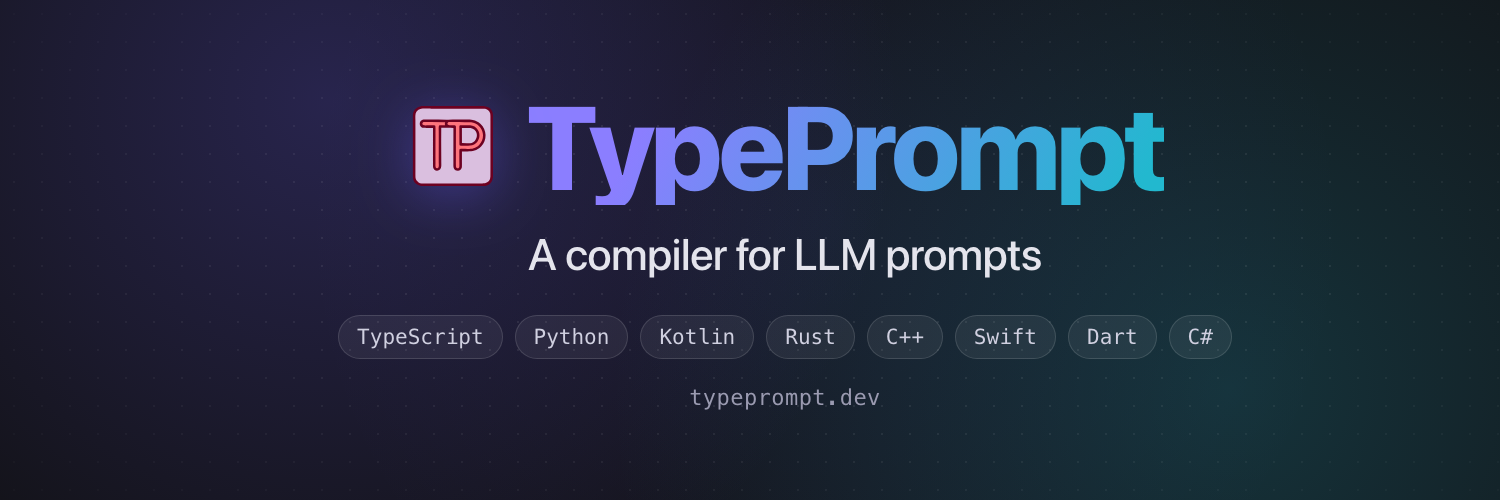 TP TypePrompt
A compiler for LLM prompts
TypeScript Python Kotlin Rust C++ Swift Dart C#
typeprompt.dev